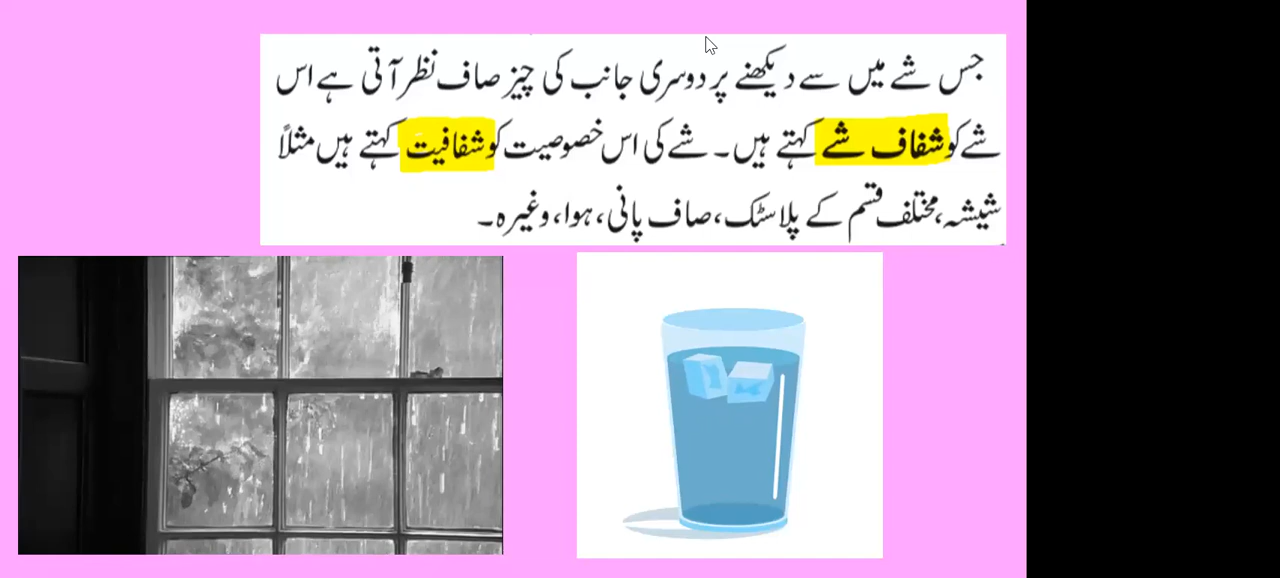 جس شے میں سے دیکھنے پر دوسری جانب کی چیز صاف نظر آتی ہے اس
شے کو شفاف شے کہتے ہیں۔ شے کی اس خصوصیت کو شفافیت کہتے ہیں مثلاً
شیشہ، مختلف قسم کے پلاسٹک، صاف پانی، ہوا، وغیرہ۔